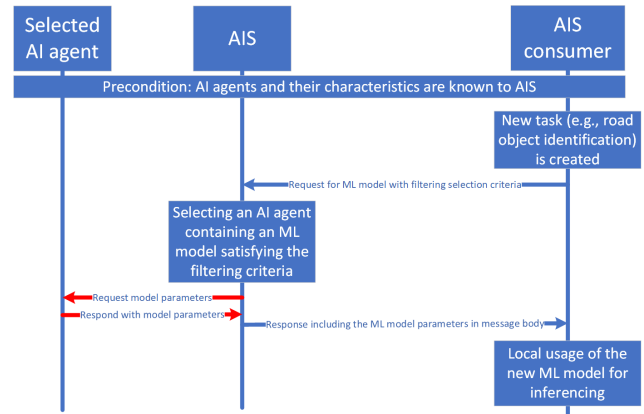 Selected
AI agent
AIS
AIS
consumer
Precondition: AI agents and their characteristics are known to AIS
New task (e.g., road
object identification)
is created
Request for ML model with filtering selection criteria
Selecting an AI agent
containing an ML
model satisfying the
filtering criteria
Request model parameters
Respond with model parameters
Response including the ML model parameters in message body
Local usage of the
new ML model for
inferencing